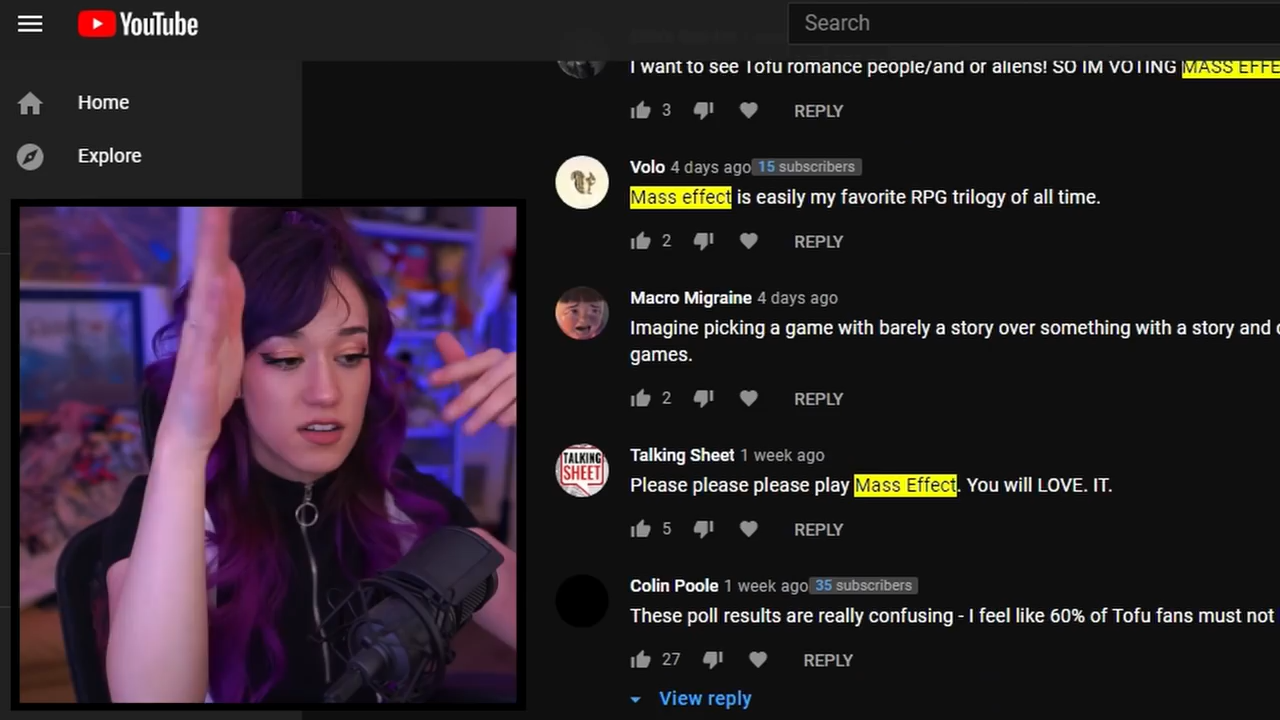 YouTube
Search
Home
Explore
I want to see Tofu romance people/and or aliens! SO IM VOTING MASS EFFE
3
REPLY
Volo 4 days ago 15 subscribers
Mass effect is easily my favorite RPG trilogy of all time.
2
REPLY
Macro Migraine 4 days ago
Imagine picking a game with barely a story over something with a story and
games.
2
REPLY
TALKING
SHEET
Talking Sheet 1 week ago
Please please please play Mass Effect. You will LOVE. IT.
5
REPLY
Colin Poole 1 week ago 35 subscribers
These poll results are really confusing - I feel like 60% of Tofu fans must not
27
REPLY
View reply